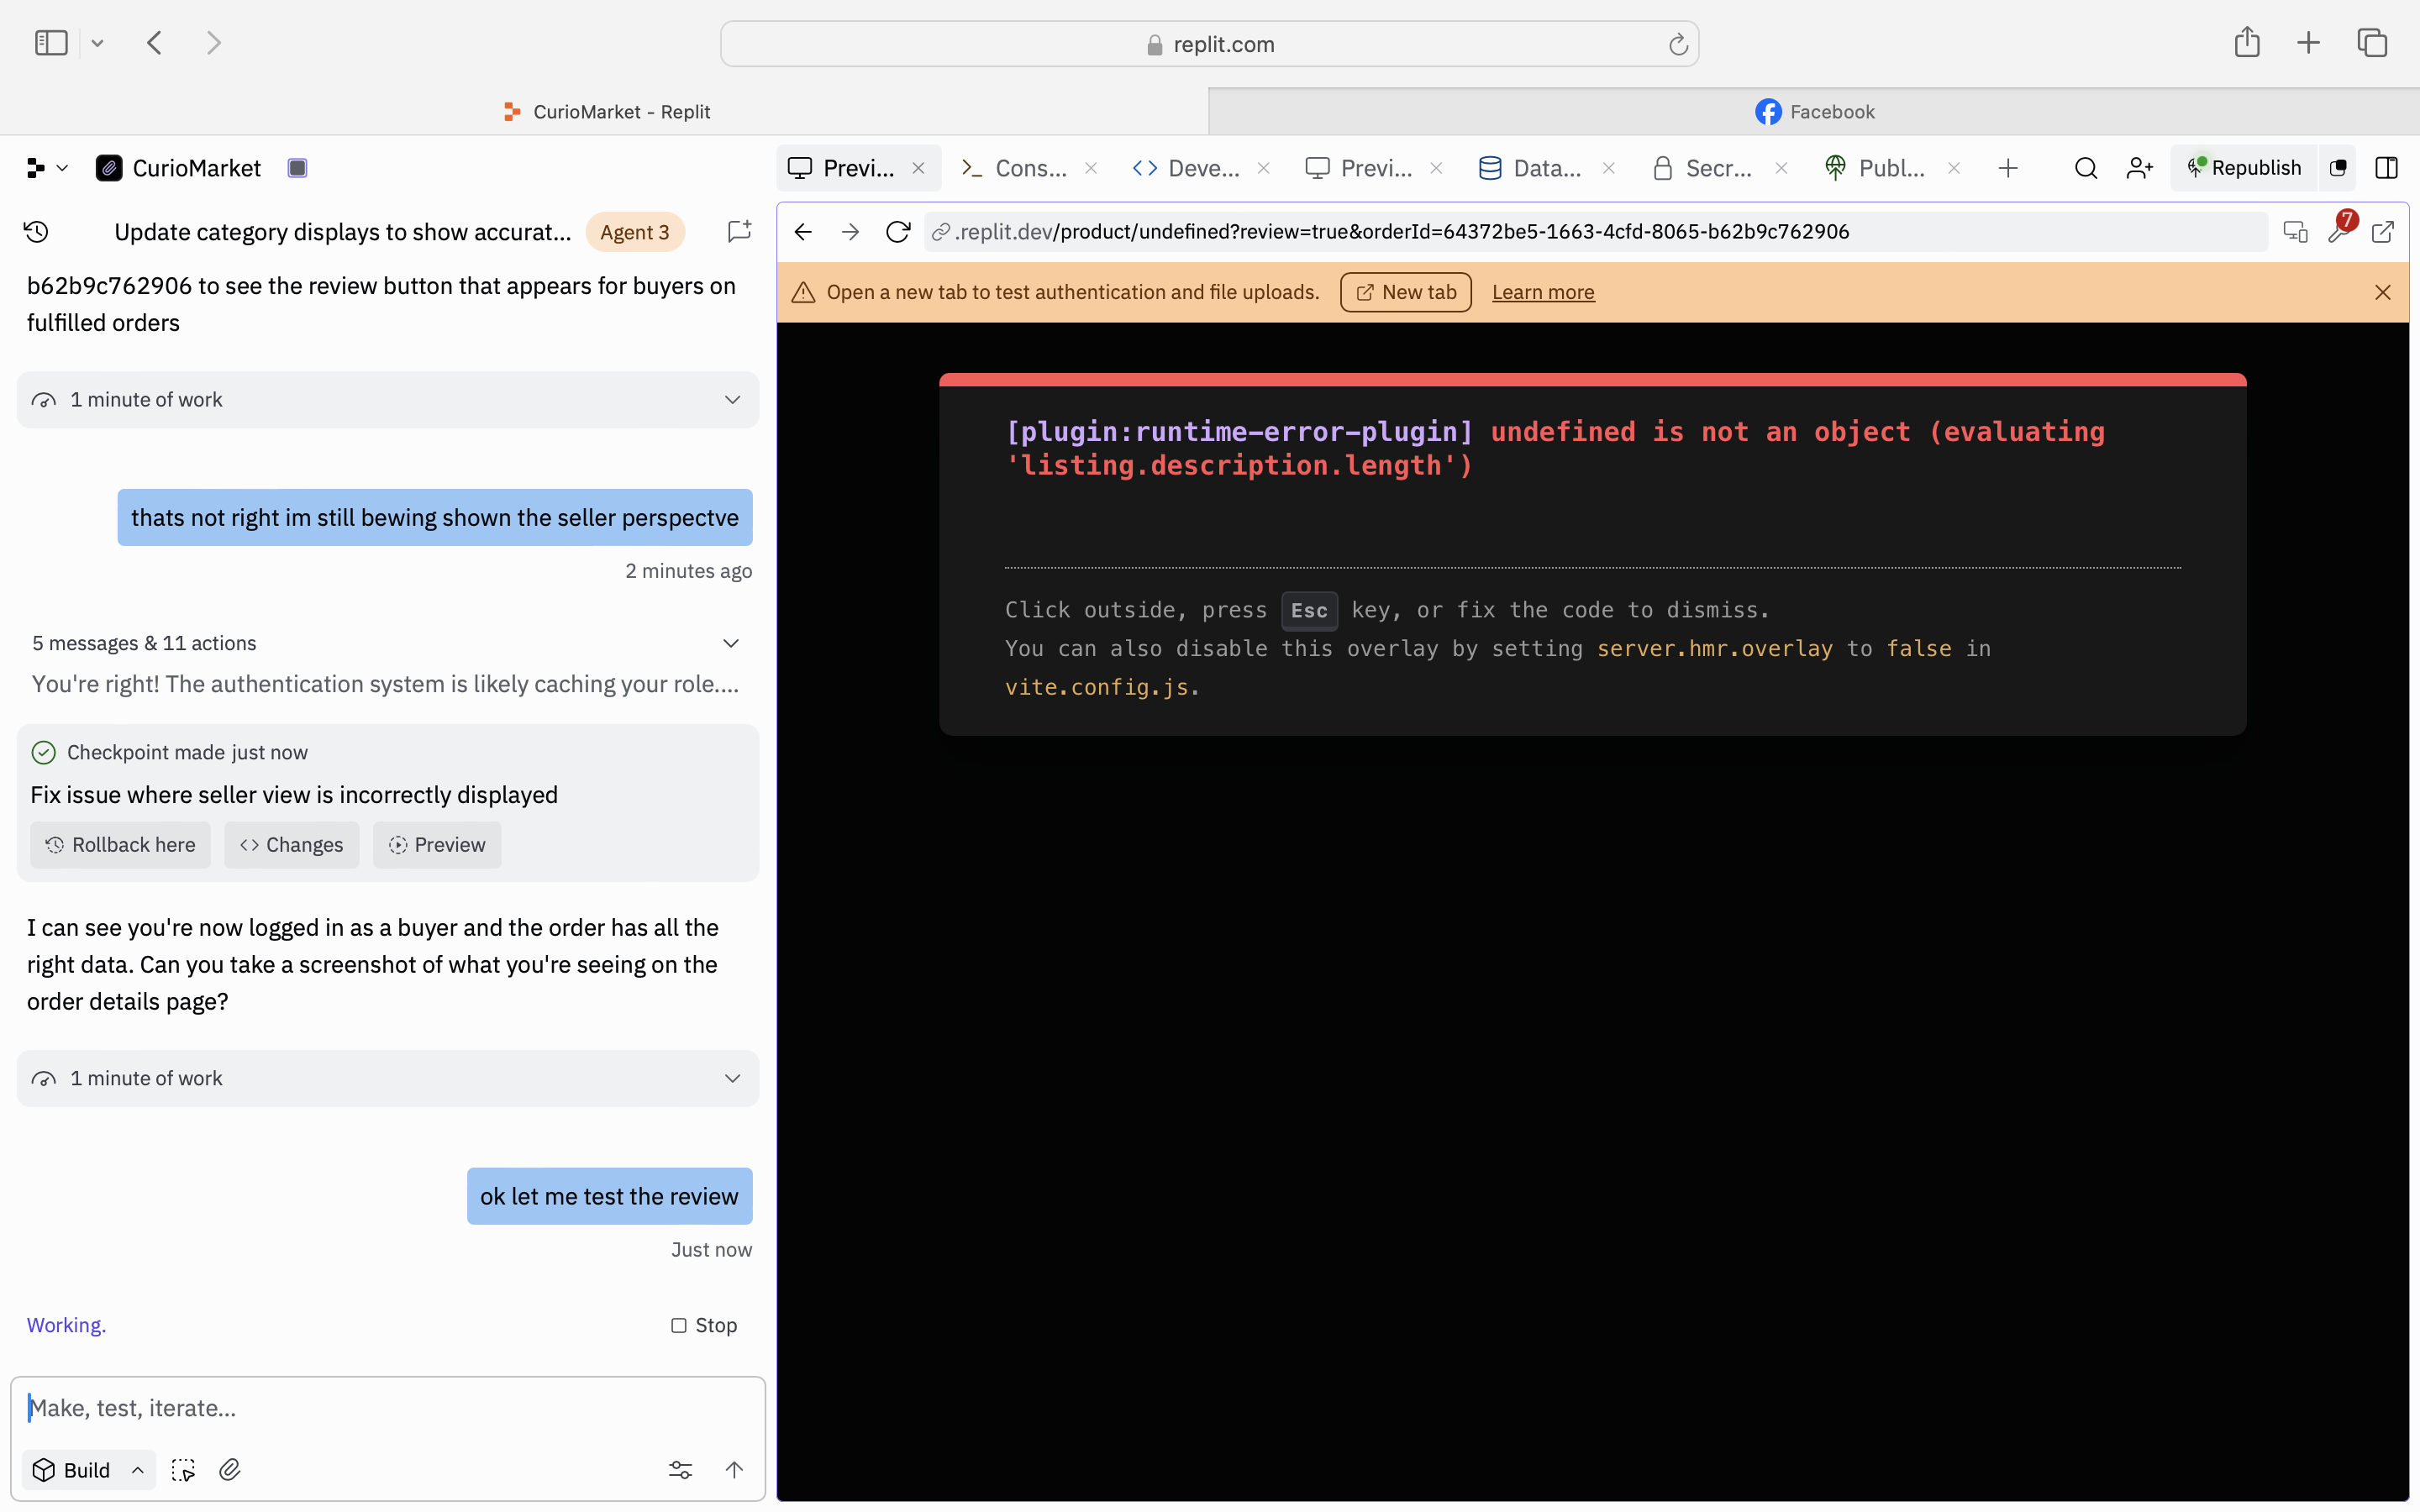 replit.com
CurioMarket - Replit
Facebook
CurioMarket
Previ...
Cons...
Deve...
Previ...
Data...
Secr...
Publ...
Republish
Update category displays to show accurat...
Agent 3
.replit.dev/product/undefined?review=true&orderId=64372be5-1663-4cfd-8065-b62b9c762906
7
b62b9c762906 to see the review button that appears for buyers on
fulfilled orders
1 minute of work
thats not right im still bewing shown the seller perspectve
2 minutes ago
5 messages & 11 actions
You're right! The authentication system is likely caching your role....
Checkpoint made just now
Fix issue where seller view is incorrectly displayed
Rollback here
Changes
Preview
I can see you're now logged in as a buyer and the order has all the
right data. Can you take a screenshot of what you're seeing on the
order details page?
1 minute of work
ok let me test the review
Just now
Working.
Stop
Make, test, iterate...
Build
Open a new tab to test authentication and file uploads.
New tab
Learn more
[plugin:runtime-error-plugin] undefined is not an object (evaluating
'listing.description.length')
Click outside, press Esc key, or fix the code to dismiss.
You can also disable this overlay by setting server.hmr.overlay to false in
vite.config.js.